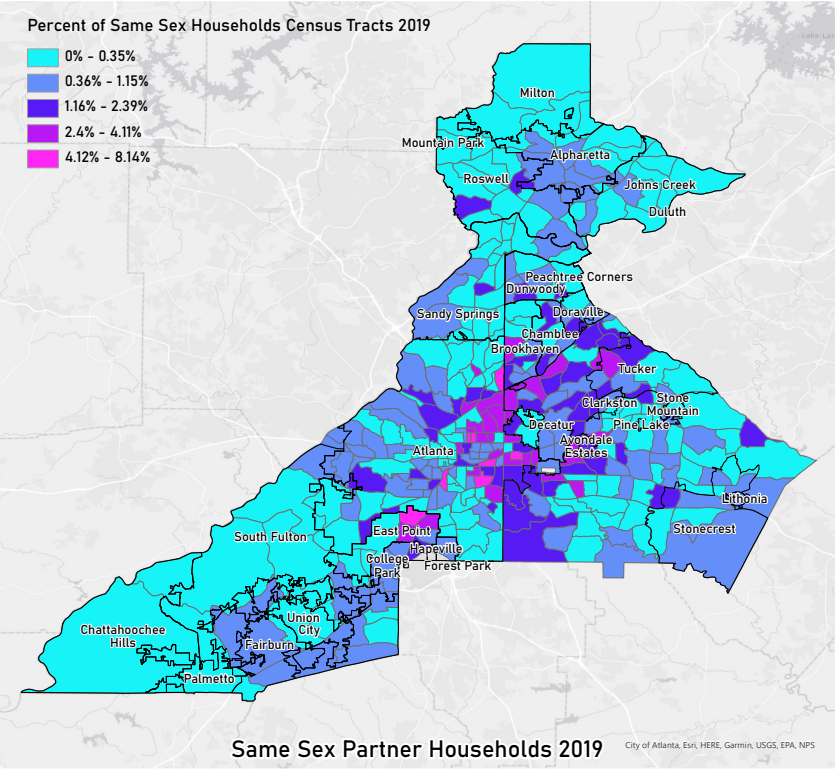 Percent of Same Sex Households Census Tracts 2019
0% - 0.35%
0.36% - 1.15%
1.16% - 2.39%
2.4% - 4.11%
4.12% - 8.14%
Milton
Mountain Park
Alpharetta
Roswell
Johns Creek
Duluth
Peachtree Corners
Dunwoody
Sandy Springs
Doraville
Chamblee
Brookhaven
Tucker
Clarkston
Stone
Mountain
Pine Lake
Decatur
Avondale
Estates
Atlanta
Lithonia
Stonecrest
East Point
South Fulton
Hapeville
College
Park
Forest Park
Union
City
Chattahoochee
Hills
Fairburn
Palmetto
Same Sex Partner Households 2019
City of Atlanta, Esri, HERE, Garmin, USGS, EPA, NPS